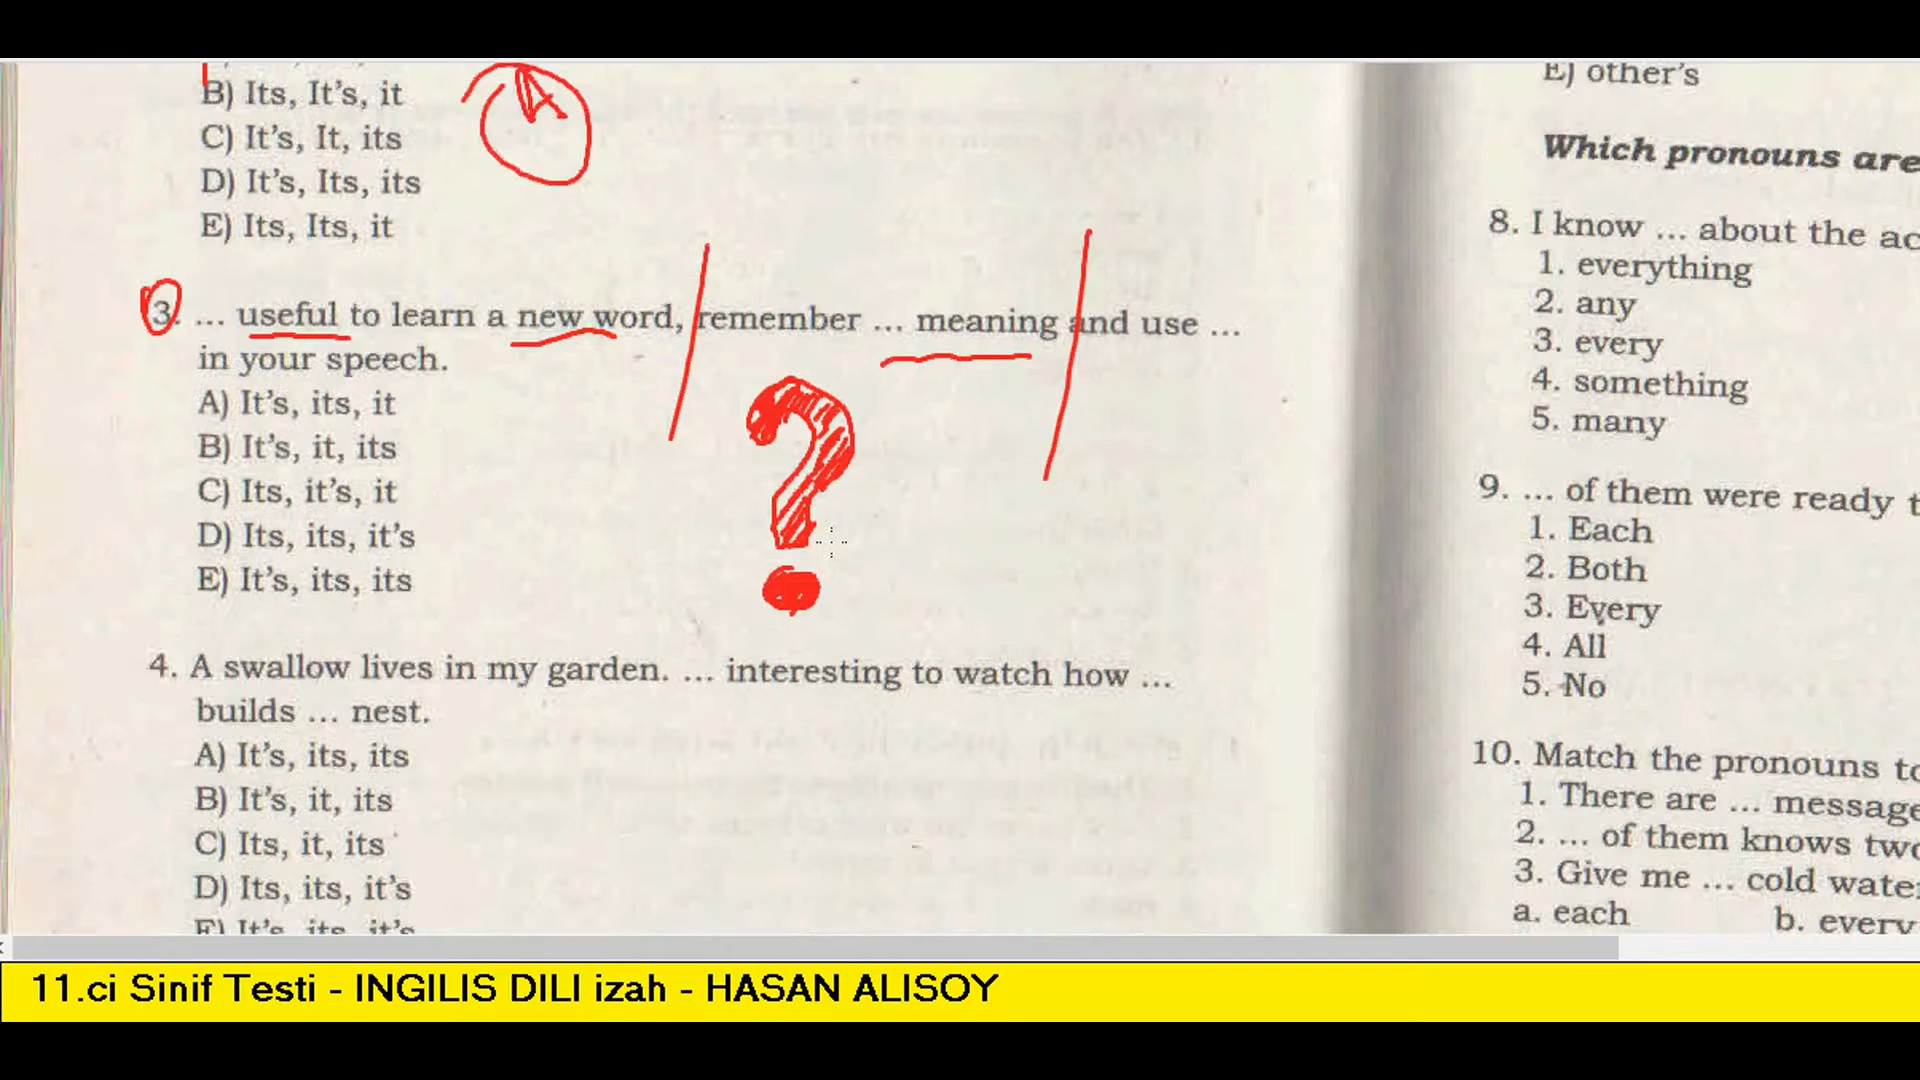 B) Its, It's, it
C) It's, It, its
D) It's, Its, its
E) Its, Its, it
3. ... useful to learn a new word, remember ... meaning and use ...
in your speech.
A) It's, its, it
B) It's, it, its
C) Its, it's, it
D) Its, its, it's
E) It's, its, its
4. A swallow lives in my garden. ... interesting to watch how ...
builds ... nest.
A) It's, its, its
B) It's, it, its
C) Its, it, its
D) Its, its, it's
E) It's, its, it's
E) other's
Which pronouns are
8. I know ... about the ac
1. everything
2. any
3. every
4. something
5. many
9. ... of them were ready t
1. Each
2. Both
3. Every
4. All
5. No
10. Match the pronouns to
1. There are ... message
2. ... of them knows two
3. Give me ... cold water
a. each b. every
?
11.ci Sinif Testi - INGILIS DILI izah - HASAN ALISOY